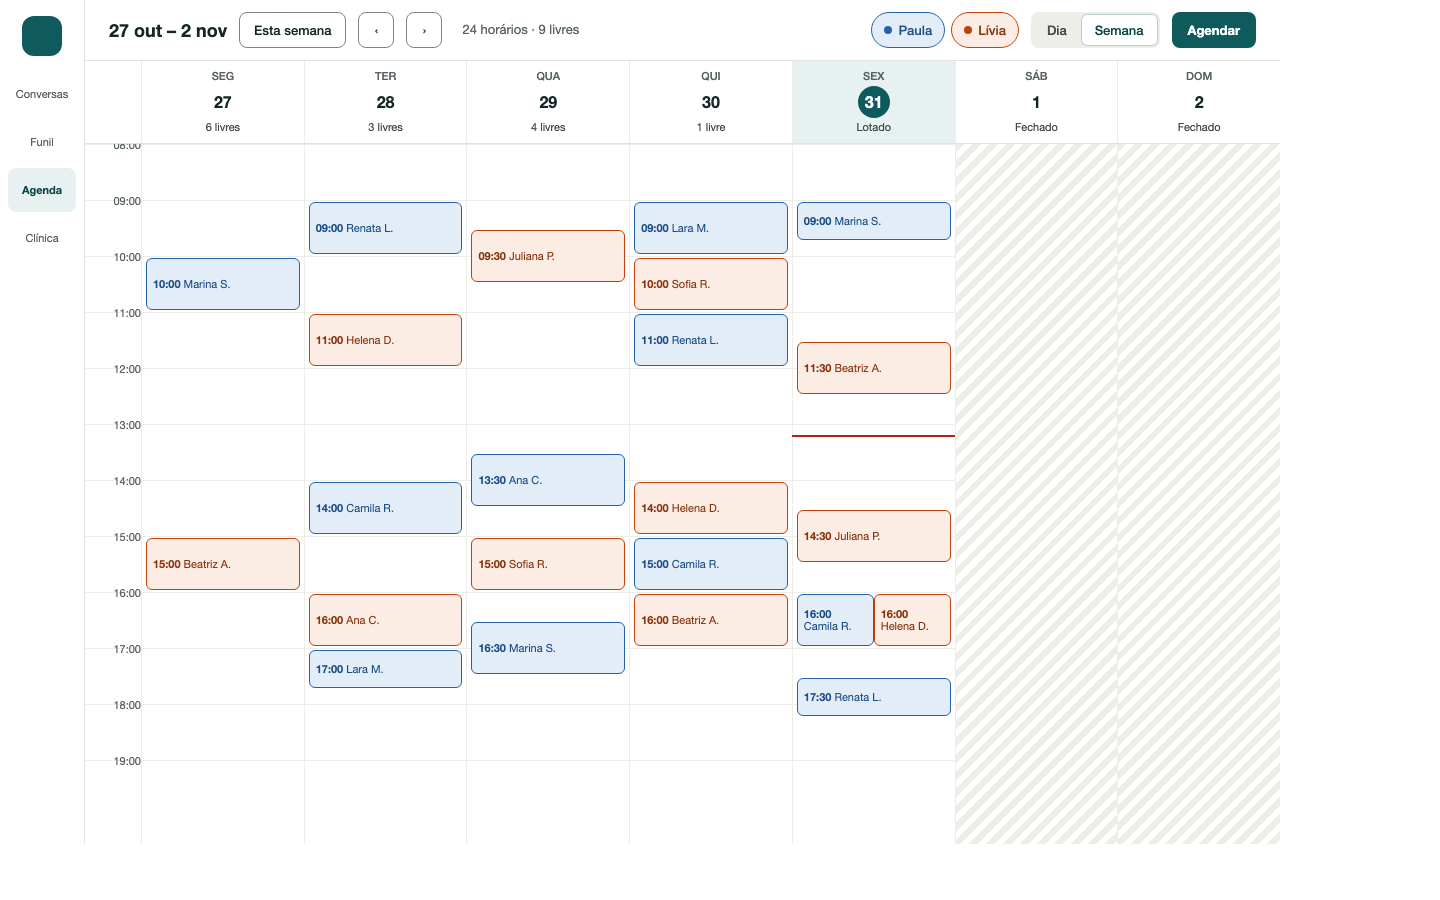 27 out – 2 nov
Esta semana
‹
›
24 horários · 9 livres
Paula
Lívia
Dia
Semana
Agendar
Conversas
Funil
Agenda
Clínica
SEG
27
6 livres
TER
28
3 livres
QUA
29
4 livres
QUI
30
1 livre
SEX
31
Lotado
SÁB
1
Fechado
DOM
2
Fechado
08:00
09:00
10:00
11:00
12:00
13:00
14:00
15:00
16:00
17:00
18:00
19:00
10:00 Marina S.
15:00 Beatriz A.
09:00 Renata L.
11:00 Helena D.
14:00 Camila R.
16:00 Ana C.
17:00 Lara M.
09:30 Juliana P.
13:30 Ana C.
15:00 Sofia R.
16:30 Marina S.
09:00 Lara M.
10:00 Sofia R.
11:00 Renata L.
14:00 Helena D.
15:00 Camila R.
16:00 Beatriz A.
09:00 Marina S.
11:30 Beatriz A.
14:30 Juliana P.
16:00
Camila R.
16:00
Helena D.
17:30 Renata L.